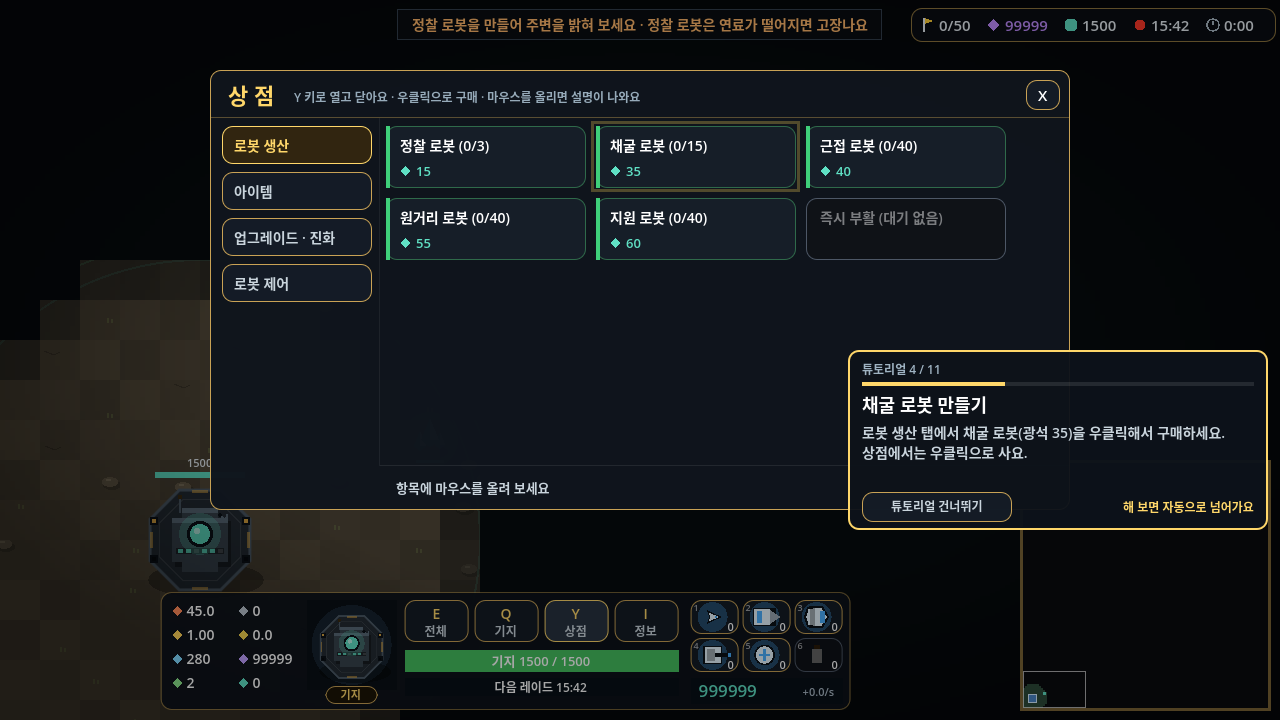 정찰 로봇을 만들어 주변을 밝혀 보세요 · 정찰 로봇은 연료가 떨어지면 고장나요
0/50 99999 1500 15:42 0:00
상 점
Y 키로 열고 닫아요 · 우클릭으로 구매 · 마우스를 올리면 설명이 나와요
X
로봇 생산
아이템
업그레이드 · 진화
로봇 제어
정찰 로봇 (0/3)
15
채굴 로봇 (0/15)
35
근접 로봇 (0/40)
40
원거리 로봇 (0/40)
55
지원 로봇 (0/40)
60
즉시 부활 (대기 없음)
항목에 마우스를 올려 보세요
튜토리얼 4 / 11
채굴 로봇 만들기
로봇 생산 탭에서 채굴 로봇(광석 35)을 우클릭해서 구매하세요.
상점에서는 우클릭으로 사요.
튜토리얼 건너뛰기
해 보면 자동으로 넘어가요
1500
45.0 0
1.00 0.0
280 99999
2 0
기지
E 전체
Q 기지
Y 상점
I 정보
기지 1500 / 1500
다음 레이드 15:42
1 0 2 0 3 0
4 0 5 0 6 0
999999 +0.0/s